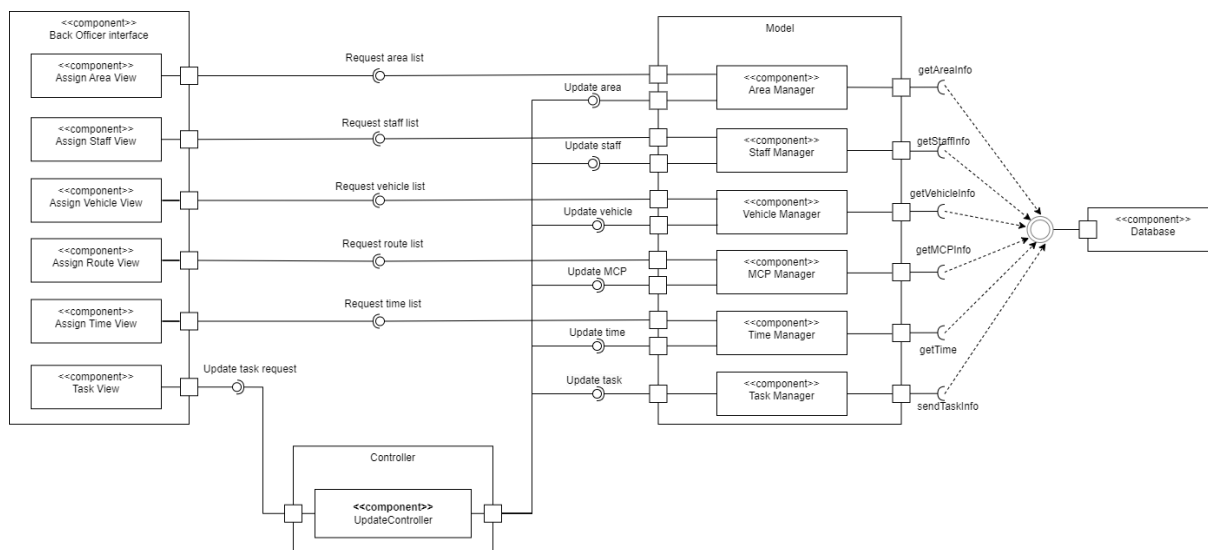 <<component>>
Back Officer interface
<<component>>
Assign Area View
<<component>>
Assign Staff View
<<component>>
Assign Vehicle View
<<component>>
Assign Route View
<<component>>
Assign Time View
<<component>>
Task View
Request area list
Request staff list
Request vehicle list
Request route list
Request time list
Update task request
Controller
<<component>>
UpdateController
Update area
Update staff
Update vehicle
Update MCP
Update time
Update task
Model
<<component>>
Area Manager
<<component>>
Staff Manager
<<component>>
Vehicle Manager
<<component>>
MCP Manager
<<component>>
Time Manager
<<component>>
Task Manager
getAreaInfo
getStaffInfo
getVehicleInfo
getMCPInfo
getTime
sendTaskInfo
<<component>>
Database